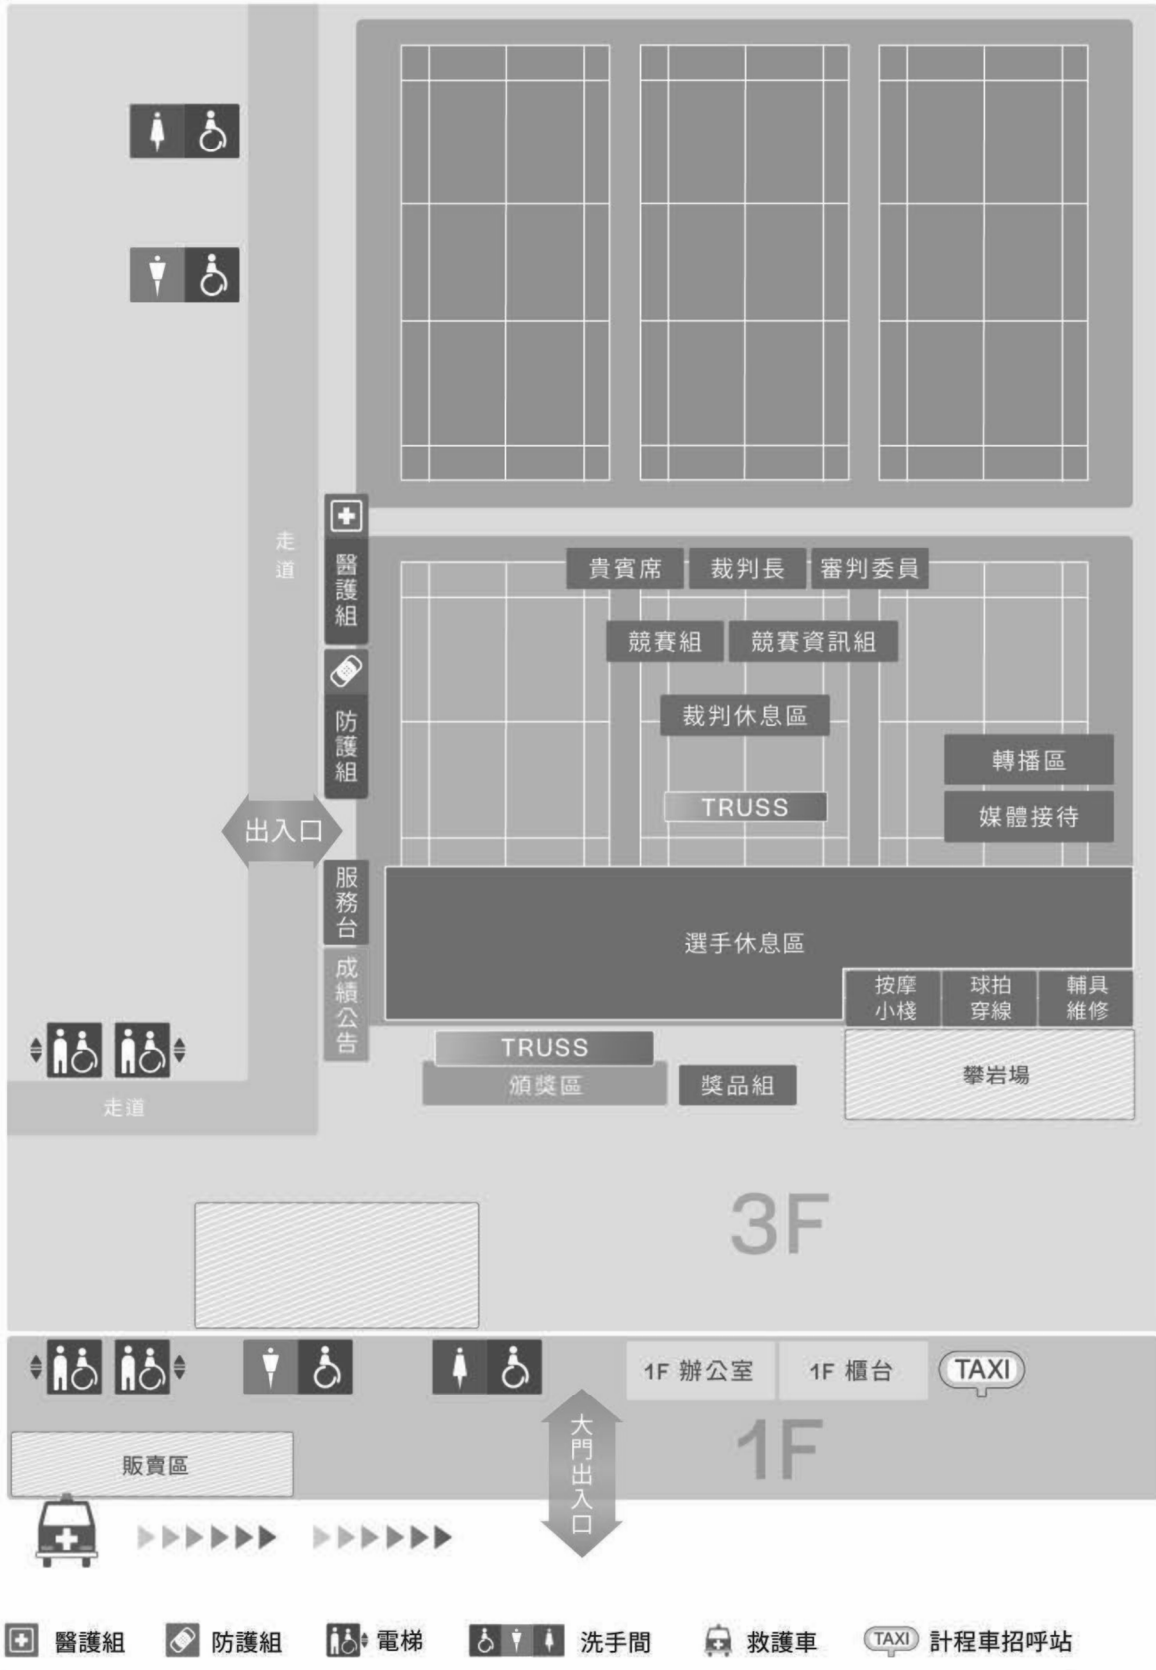 走道
醫護組
貴賓席
裁判長
審判委員
競賽組
競賽資訊組
防護組
裁判休息區
轉播區
TRUSS
媒體接待
出入口
服務台
選手休息區
成績公告
按摩小棧
球拍穿線
輔具維修
TRUSS
頒獎區
獎品組
攀岩場
走道
3F
1F 辦公室
1F 櫃台
TAXI
大門出入口
1F
販賣區
醫護組
防護組
電梯
洗手間
救護車
TAXI
計程車招呼站